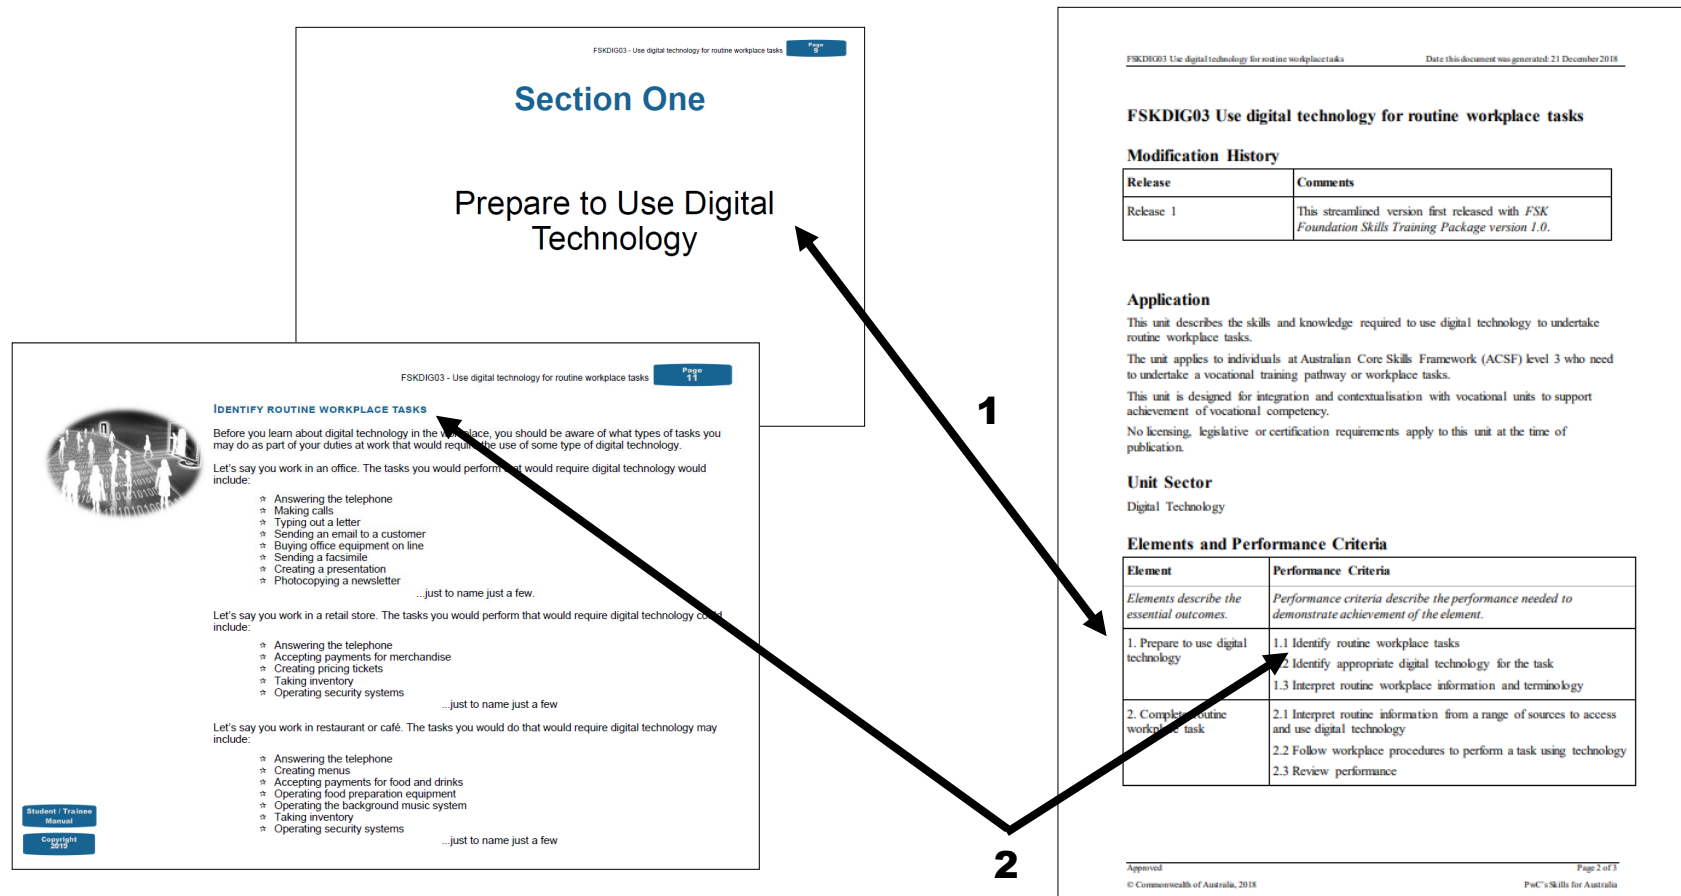 FSKDIG03 - Use digital technology for routine workplace tasks
Page
9
Section One
Prepare to Use Digital
Technology
FSKDIG03 - Use digital technology for routine workplace tasks
Page
11
IDENTIFY ROUTINE WORKPLACE TASKS
Before you learn about digital technology in the workplace, you should be aware of what types of tasks you
may do as part of your duties at work that would require the use of some type of digital technology.
Let's say you work in an office. The tasks you would perform that would require digital technology would
include:
☆ Answering the telephone
☆ Making calls
☆ Typing out a letter
☆ Sending an email to a customer
☆ Buying office equipment on line
☆ Sending a facsimile
☆ Creating a presentation
☆ Photocopying a newsletter
...just to name just a few.
Let's say you work in a retail store. The tasks you would perform that would require digital technology could
include:
☆ Answering the telephone
☆ Accepting payments for merchandise
☆ Creating pricing tickets
☆ Taking inventory
☆ Operating security systems
...just to name just a few
Let's say you work in restaurant or café. The tasks you would do that would require digital technology may
include:
☆ Answering the telephone
☆ Creating menus
☆ Accepting payments for food and drinks
☆ Operating food preparation equipment
☆ Operating the background music system
☆ Taking inventory
☆ Operating security systems
...just to name just a few
Student / Trainee
Manual
Copyright
2015
1
2
FSKDIG03 Use digital technology for routine workplace tasks Date this document was generated: 21 December 2018
FSKDIG03 Use digital technology for routine workplace tasks
Modification History
Release Comments
Release 1 This streamlined version first released with FSK
Foundation Skills Training Package version 1.0.
Application
This unit describes the skills and knowledge required to use digital technology to undertake
routine workplace tasks.
The unit applies to individuals at Australian Core Skills Framework (ACSF) level 3 who need
to undertake a vocational training pathway or workplace tasks.
This unit is designed for integration and contextualisation with vocational units to support
achievement of vocational competency.
No licensing, legislative or certification requirements apply to this unit at the time of
publication.
Unit Sector
Digital Technology
Elements and Performance Criteria
Element Performance Criteria
Elements describe the Performance criteria describe the performance needed to
essential outcomes. demonstrate achievement of the element.
1. Prepare to use digital 1.1 Identify routine workplace tasks
technology 1.2 Identify appropriate digital technology for the task
1.3 Interpret routine workplace information and terminology
2. Complete routine 2.1 Interpret routine information from a range of sources to access
workplace task and use digital technology
2.2 Follow workplace procedures to perform a task using technology
2.3 Review performance
Approved Page 2 of 3
© Commonwealth of Australia, 2018 PwC's Skills for Australia